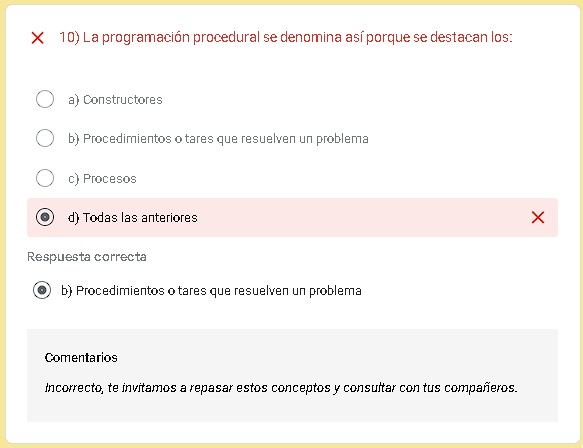 10) La programación procedural se denomina así porque se destacan los:
a) Constructores
b) Procedimientos o tares que resuelven un problema
c) Procesos
d) Todas las anteriores
Respuesta correcta
b) Procedimientos o tares que resuelven un problema
Comentarios
Incorrecto, te invitamos a repasar estos conceptos y consultar con tus compañeros.